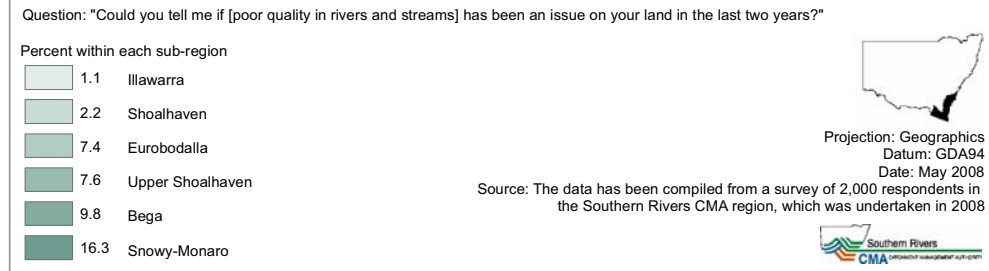 Question: "Could you tell me if [poor quality in rivers and streams] has been an issue on your land in the last two years?"
Percent within each sub-region
1.1 Illawarra
2.2 Shoalhaven
7.4 Eurobodalla
7.6 Upper Shoalhaven
9.8 Bega
16.3 Snowy-Monaro
Projection: Geographics
Datum: GDA94
Date: May 2008
Source: The data has been compiled from a survey of 2,000 respondents in
the Southern Rivers CMA region, which was undertaken in 2008
Southern Rivers
CMA CATCHMENT MANAGEMENT AUTHORITY